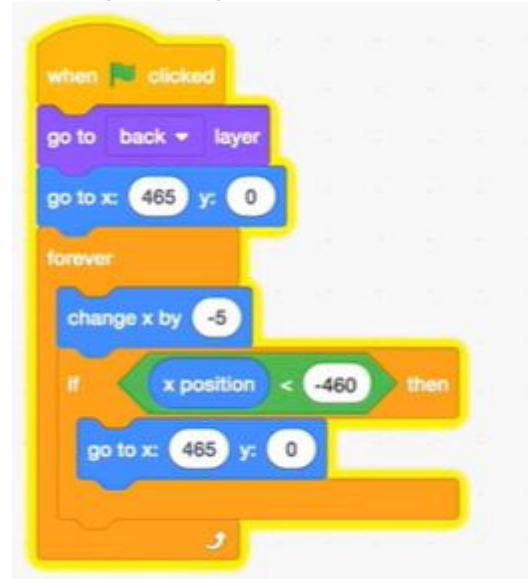 when clicked
go to back layer
go to x: 465 y: 0
forever
change x by -5
if x position < -460 then
go to x: 465 y: 0